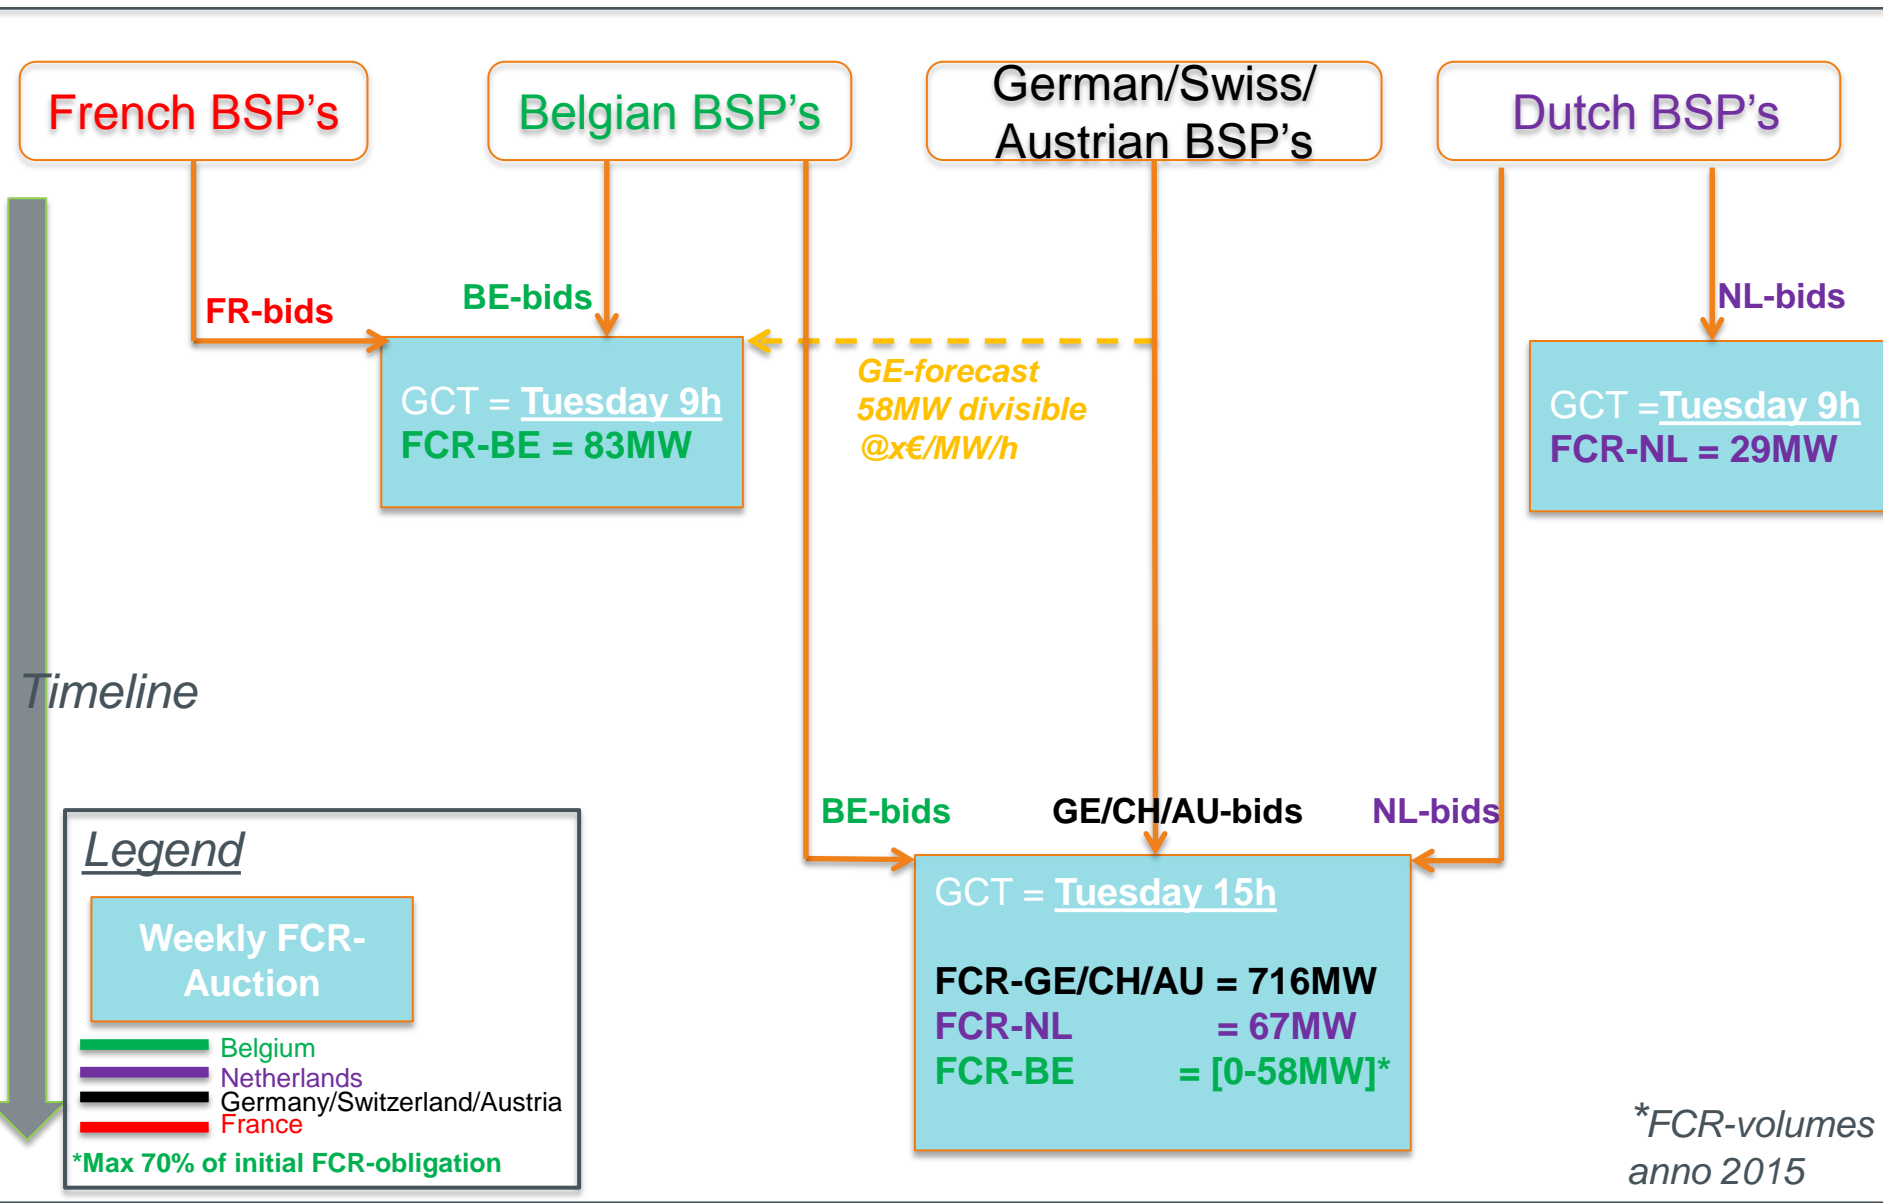 French BSP's
Belgian BSP's
German/Swiss/
Austrian BSP's
Dutch BSP's
FR-bids
BE-bids
NL-bids
GCT = Tuesday 9h
FCR-BE = 83MW
GE-forecast
58MW divisible
@x€/MW/h
GCT =Tuesday 9h
FCR-NL = 29MW
Timeline
BE-bids
GE/CH/AU-bids
NL-bids
GCT = Tuesday 15h
FCR-GE/CH/AU = 716MW
FCR-NL = 67MW
FCR-BE = [0-58MW]*
Legend
Weekly FCR-
Auction
Belgium
Netherlands
Germany/Switzerland/Austria
France
*Max 70% of initial FCR-obligation
*FCR-volumes
anno 2015